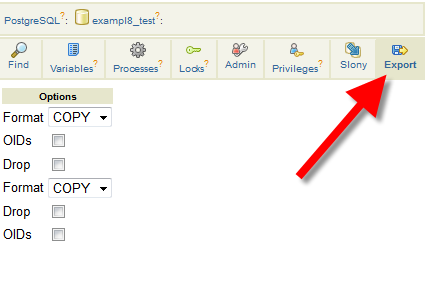 PostgreSQL?: exampl8_test?:
Find Variables? Processes? Locks? Admin Privileges? Slony Export
Options
Format COPY
OIDs
Drop
Format COPY
Drop
OIDs